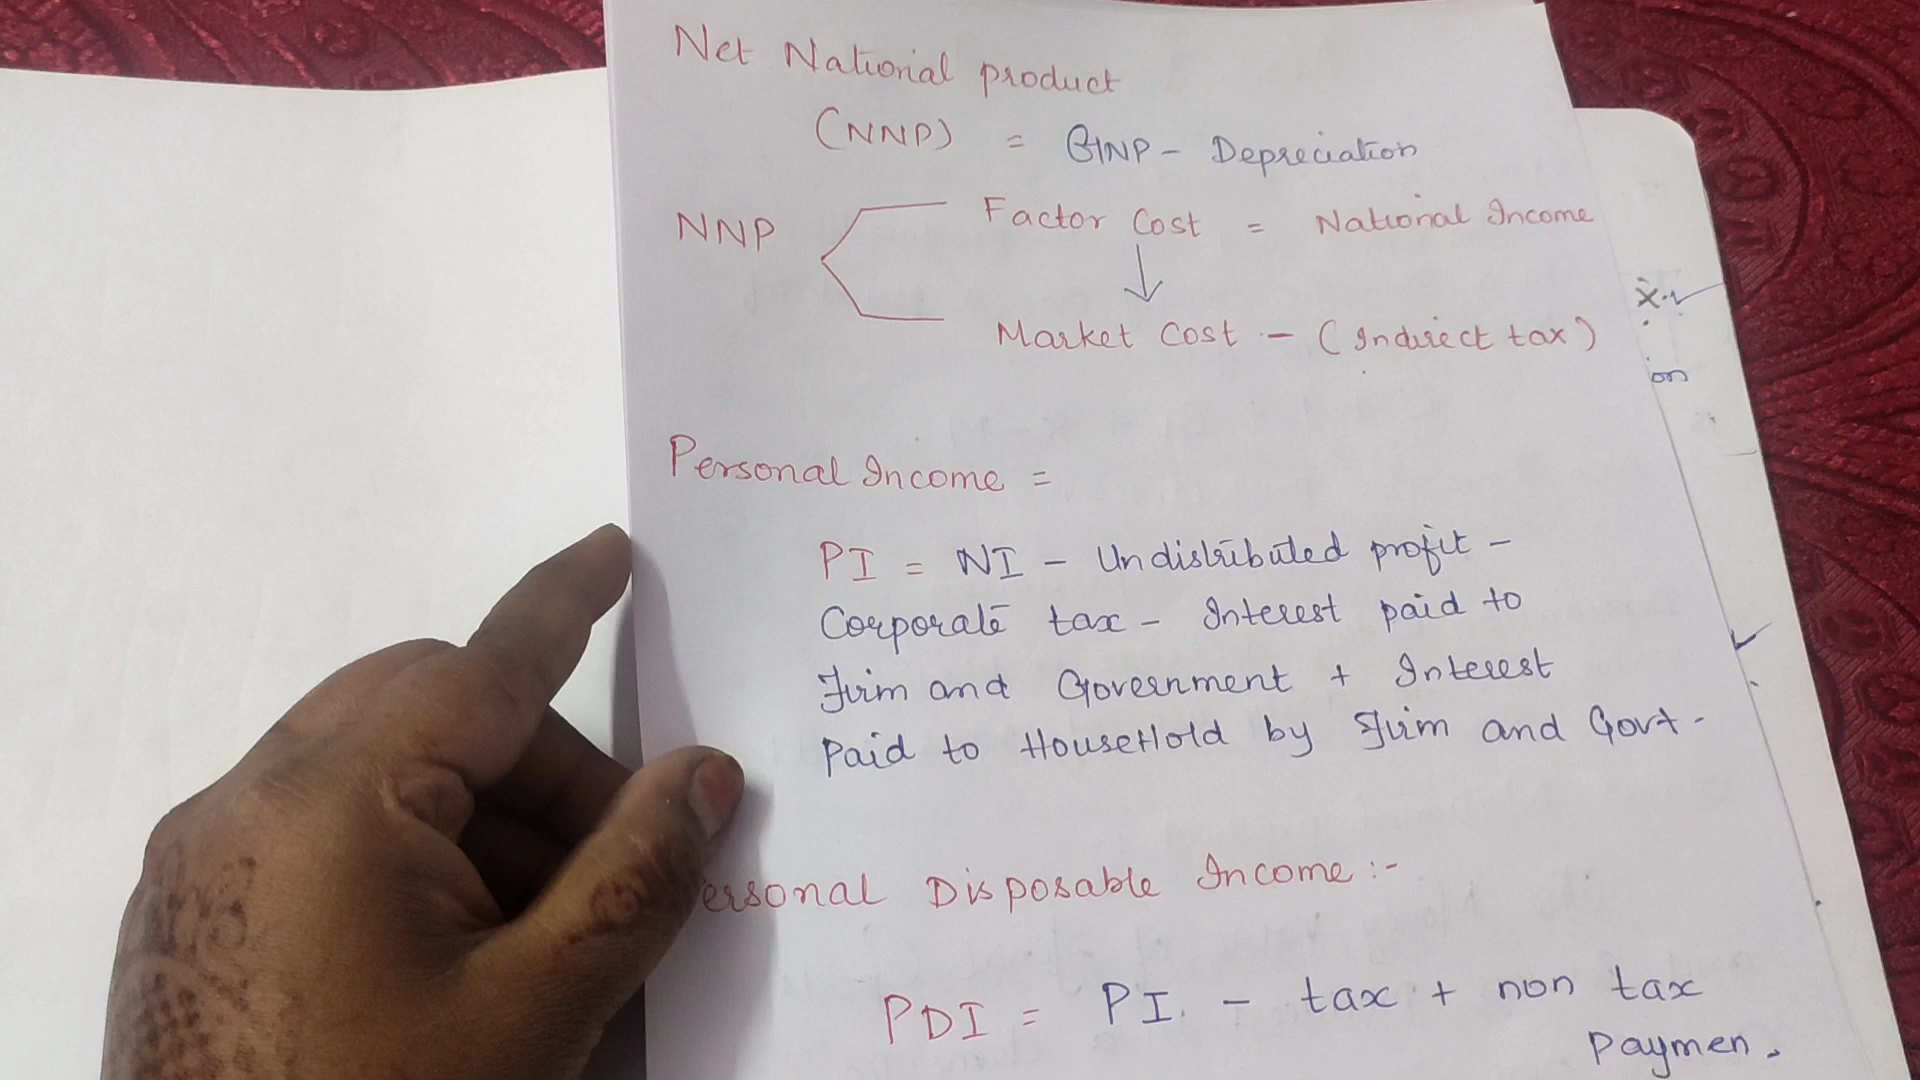 Net National product
(NNP) = GNP - Depreciation
NNP
Factor Cost = National Income
↓
Market Cost - (Indirect tax)
Personal Income =
PI = NI - Undistributed profit -
Corporate tax - Interest paid to
Firm and Government + Interest
Paid to HouseHold by Firm and Govt.
ersonal Disposable Income :-
PDI = PI. - tax + non tax
Paymen.
x.
on